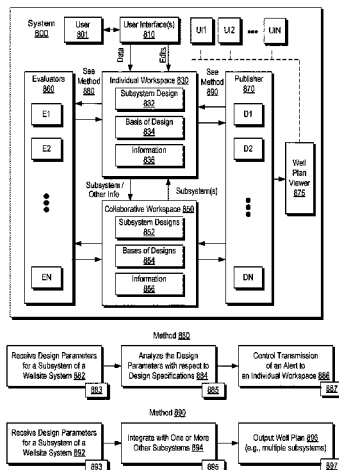 System
800
User
801
User Interface(s)
810
UI1
UI2
UIN
Data
Edits
Evaluators
860
E1
E2
EN
See
Method
880
Individual Workspace 830
Subsystem Design
832
Basis of Design
834
Information
836
See
Method
890
Publisher
870
D1
D2
DN
Well
Plan
Viewer
875
Subsystem /
Other Info
Subsystem(s)
Collaborative Workspace 850
Subsystem Designs
852
Bases of Designs
854
Information
856
Method 880
Receive Design Parameters
for a Subsystem of a
Wellsite System 882
883
Analyze the Design
Parameters with respect to
Design Specifications 884
885
Control Transmission
of an Alert to
an Individual Workspace 886
887
Method 890
Receive Design Parameters
for a Subsystem of a
Wellsite System 892
893
Integrate with One or More
Other Subsystems 894
895
Output Well Plan 896
(e.g., multiple subsystems)
897